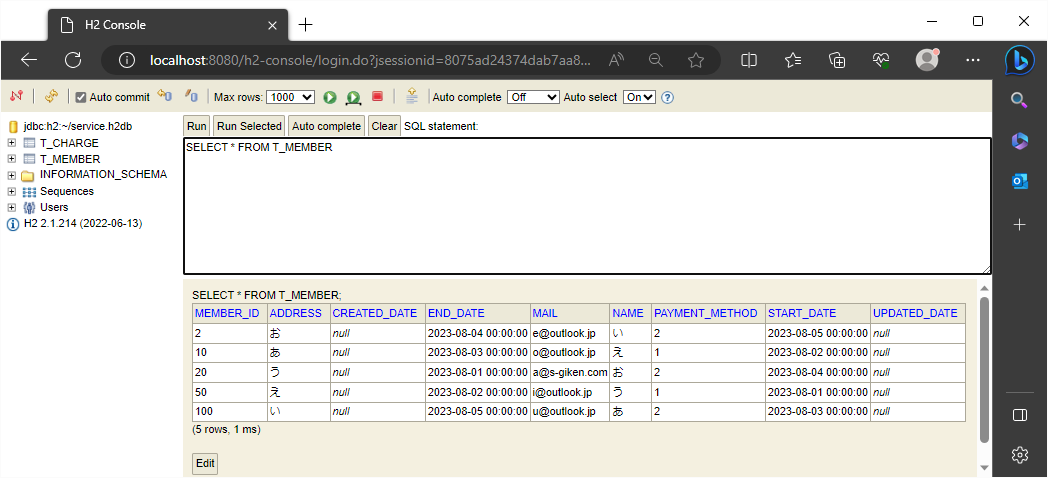 H2 Console
localhost:8080/h2-console/login.do?jsessionid=8075ad24374dab7aa8...
Auto commit Max rows: 1000 Auto complete Off Auto select On
jdbc:h2:~/service.h2db
T_CHARGE
T_MEMBER
INFORMATION_SCHEMA
Sequences
Users
H2 2.1.214 (2022-06-13)
Run Run Selected Auto complete Clear SQL statement:
SELECT * FROM T_MEMBER
SELECT * FROM T_MEMBER;
MEMBER_ID ADDRESS CREATED_DATE END_DATE MAIL NAME PAYMENT_METHOD START_DATE UPDATED_DATE
2 お null 2023-08-04 00:00:00 e@outlook.jp い 2 2023-08-05 00:00:00 null
10 あ null 2023-08-03 00:00:00 o@outlook.jp え 1 2023-08-02 00:00:00 null
20 う null 2023-08-01 00:00:00 a@s-giken.com お 2 2023-08-04 00:00:00 null
50 え null 2023-08-02 00:00:00 i@outlook.jp う 1 2023-08-01 00:00:00 null
100 い null 2023-08-05 00:00:00 u@outlook.jp あ 2 2023-08-03 00:00:00 null
(5 rows, 1 ms)
Edit